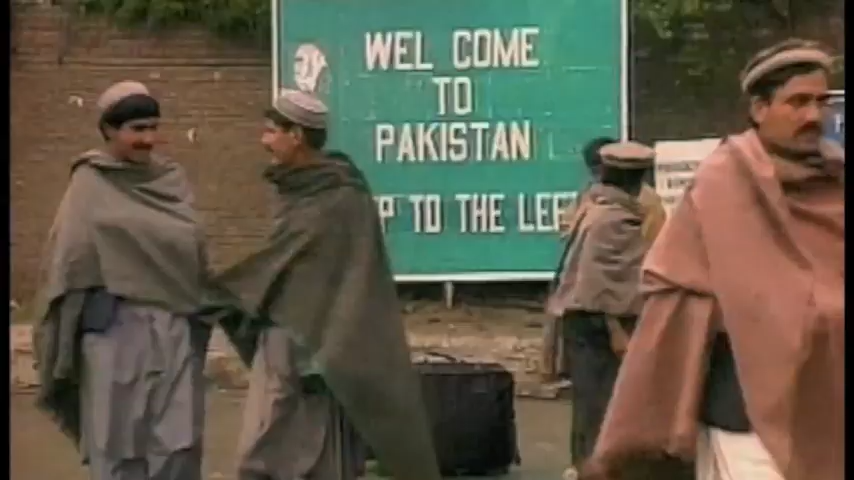 WEL COME
TO
PAKISTAN
P TO THE LEF